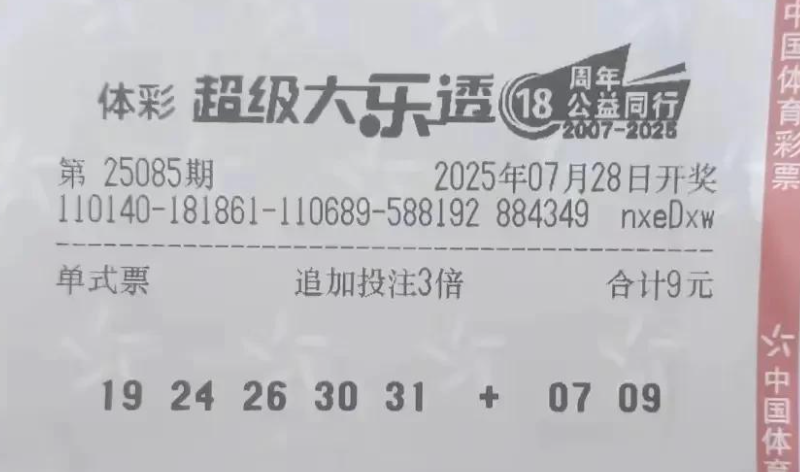 体彩 超级大乐透 18 周年
公益同行
2007-2025
第 25085期 2025年07月28日开奖
110140-181861-110689-588192 884349 nxeDxw
单式票 追加投注3倍 合计9元
19 24 26 30 31 + 07 09
中国体育彩票
中国体育